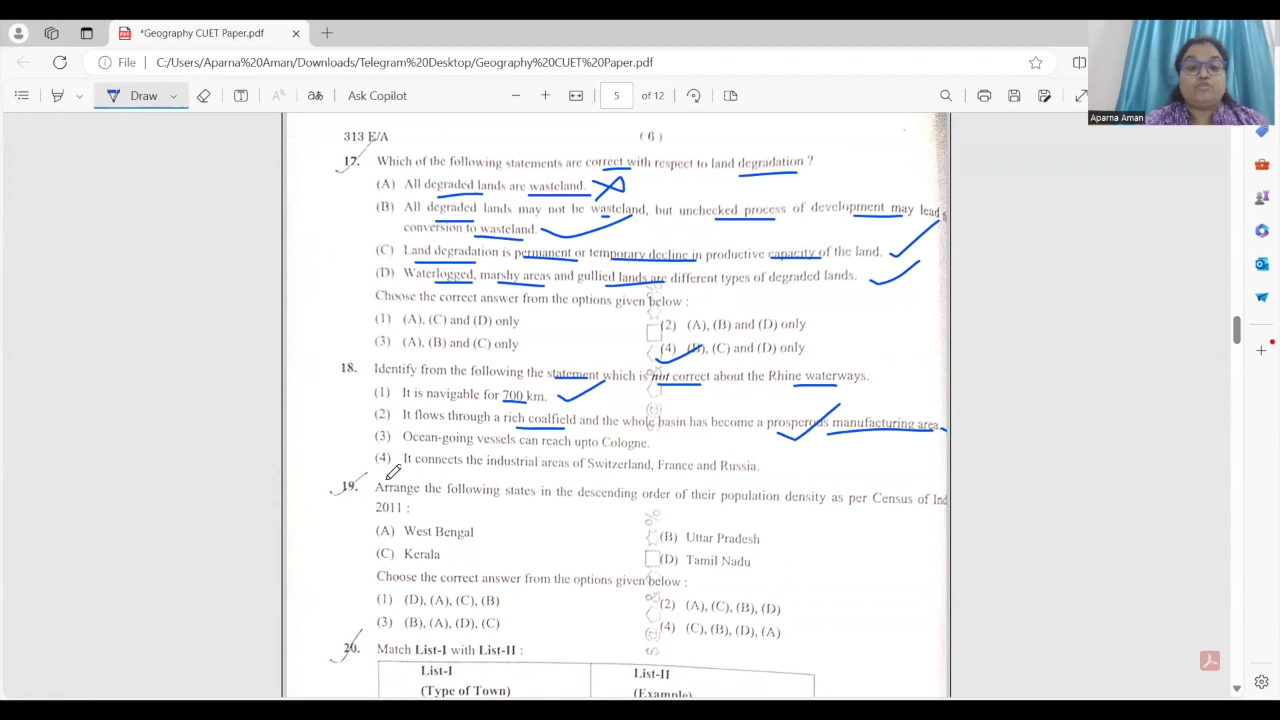 *Geography CUET Paper.pdf
File
C:/Users/Aparna%20Aman/Downloads/Telegram%20Desktop/Geography%20CUET%20Paper.pdf
Draw
Ask Copilot
5 of 12
Aparna Aman
313 E/A
( 6 )
17. Which of the following statements are correct with respect to land degradation ?
(A) All degraded lands are wasteland.
(B) All degraded lands may not be wasteland, but unchecked process of development may lead
conversion to wasteland.
(C) Land degradation is permanent or temporary decline in productive capacity of the land.
(D) Waterlogged, marshy areas and gullied lands are different types of degraded lands.
Choose the correct answer from the options given below :
(1) (A), (C) and (D) only
(2) (A), (B) and (D) only
(3) (A), (B) and (C) only
(4) (B), (C) and (D) only
18. Identify from the following the statement which is not correct about the Rhine waterways.
(1) It is navigable for 700 km.
(2) It flows through a rich coalfield and the whole basin has become a prosperous manufacturing area.
(3) Ocean-going vessels can reach upto Cologne.
(4) It connects the industrial areas of Switzerland, France and Russia.
19. Arrange the following states in the descending order of their population density as per Census of Ind
2011 :
(A) West Bengal
(B) Uttar Pradesh
(C) Kerala
(D) Tamil Nadu
Choose the correct answer from the options given below :
(1) (D), (A), (C), (B)
(2) (A), (C), (B), (D)
(3) (B), (A), (D), (C)
(4) (C), (B), (D), (A)
20. Match List-I with List-II :
List-I
List-II
(Type of Town)
(Example)